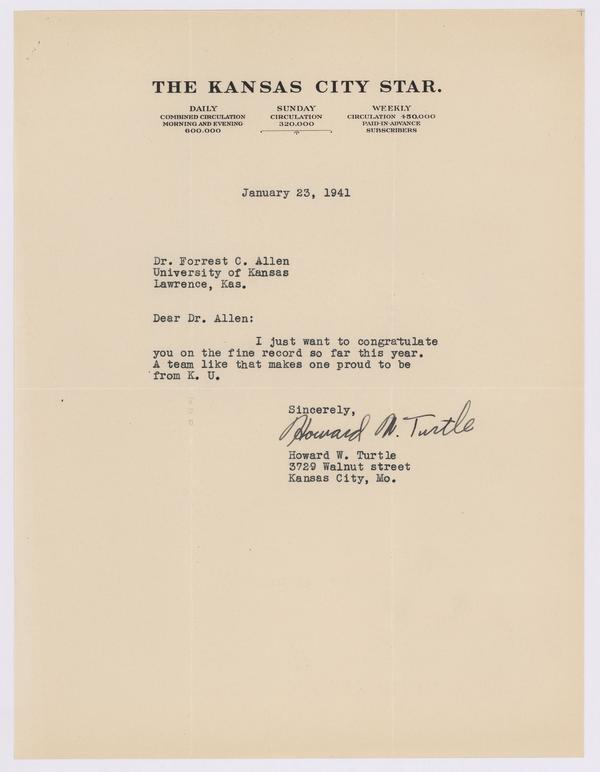 THE KANSAS CITY STAR.
DAILY
COMBINED CIRCULATION
MORNING AND EVENING
600.000
SUNDAY
CIRCULATION
320.000
WEEKLY
CIRCULATION 450,000
PAID-IN-ADVANCE
SUBSCRIBERS
January 23, 1941
Dr. Forrest C. Allen
University of Kansas
Lawrence, Kas.
Dear Dr. Allen:
I just want to congratulate
you on the fine record so far this year.
A team like that makes one proud to be
from K. U.
Sincerely,
Howard W. Turtle
Howard W. Turtle
3729 Walnut street
Kansas City, Mo.